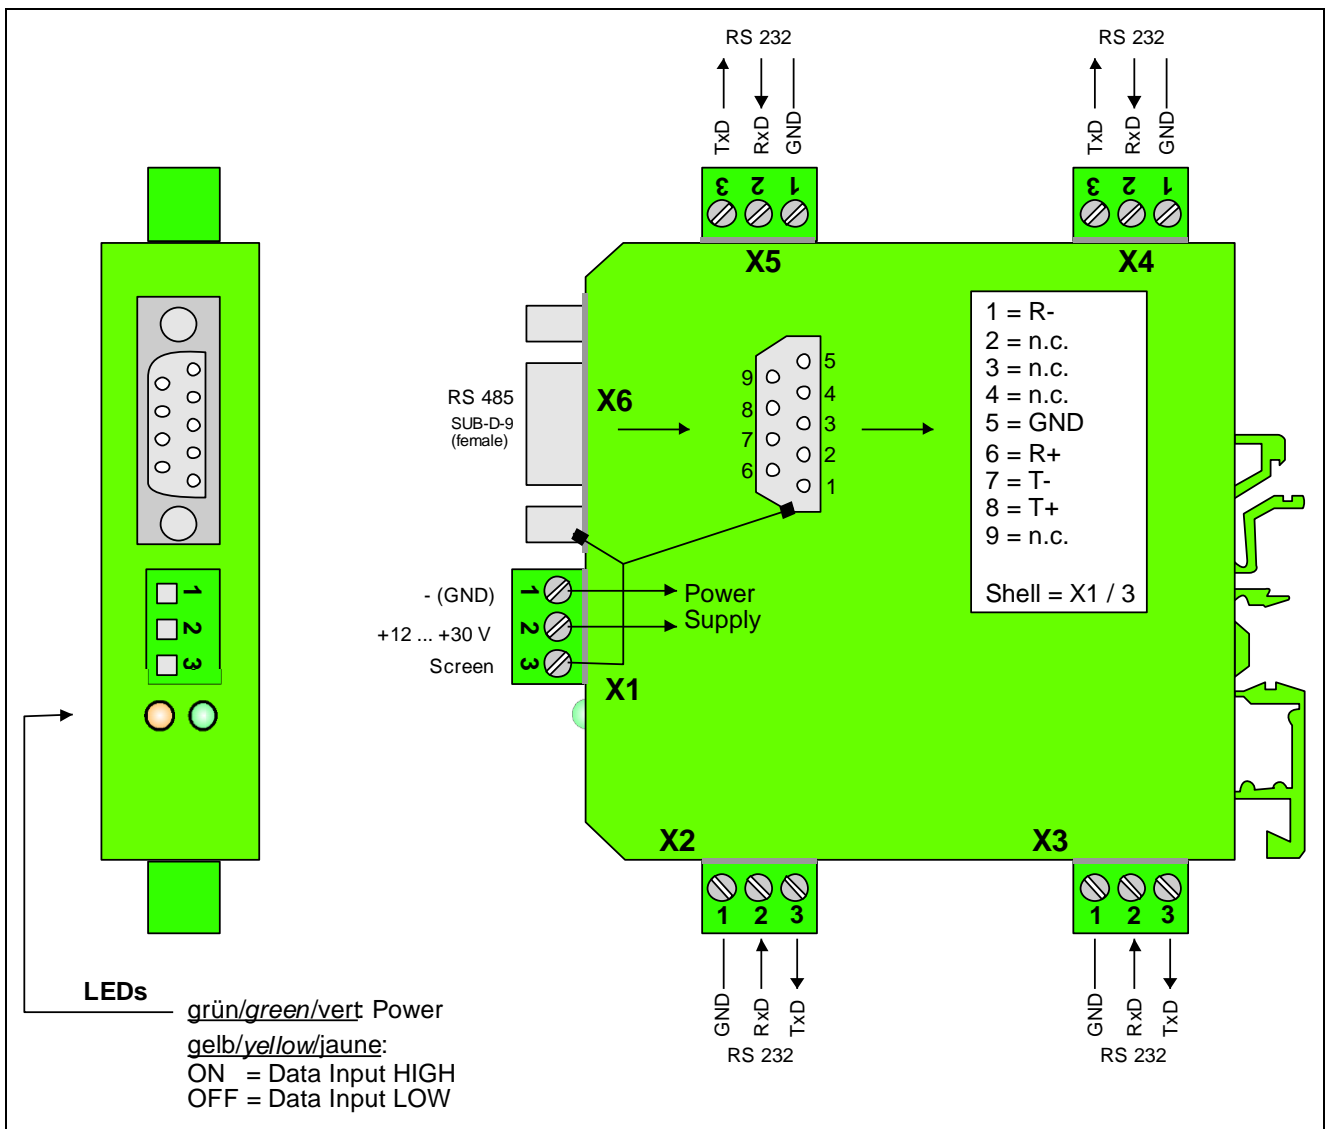 RS 232
RS 232
TxD
RxD
GND
TxD
RxD
GND
3 2 1
3 2 1
X5
X4
1 = R-
2 = n.c.
3 = n.c.
4 = n.c.
5 = GND
6 = R+
7 = T-
8 = T+
9 = n.c.
Shell = X1 / 3
RS 485
SUB-D-9
(female)
X6
9
8
7
6
5
4
3
2
1
1
2
3
- (GND)
+12 ... +30 V
Screen
1
2
3
Power
Supply
X1
X2
X3
1 2 3
1 2 3
GND
RxD
TxD
GND
RxD
TxD
RS 232
RS 232
LEDs
grün/green/vert: Power
gelb/yellow/jaune:
ON = Data Input HIGH
OFF = Data Input LOW